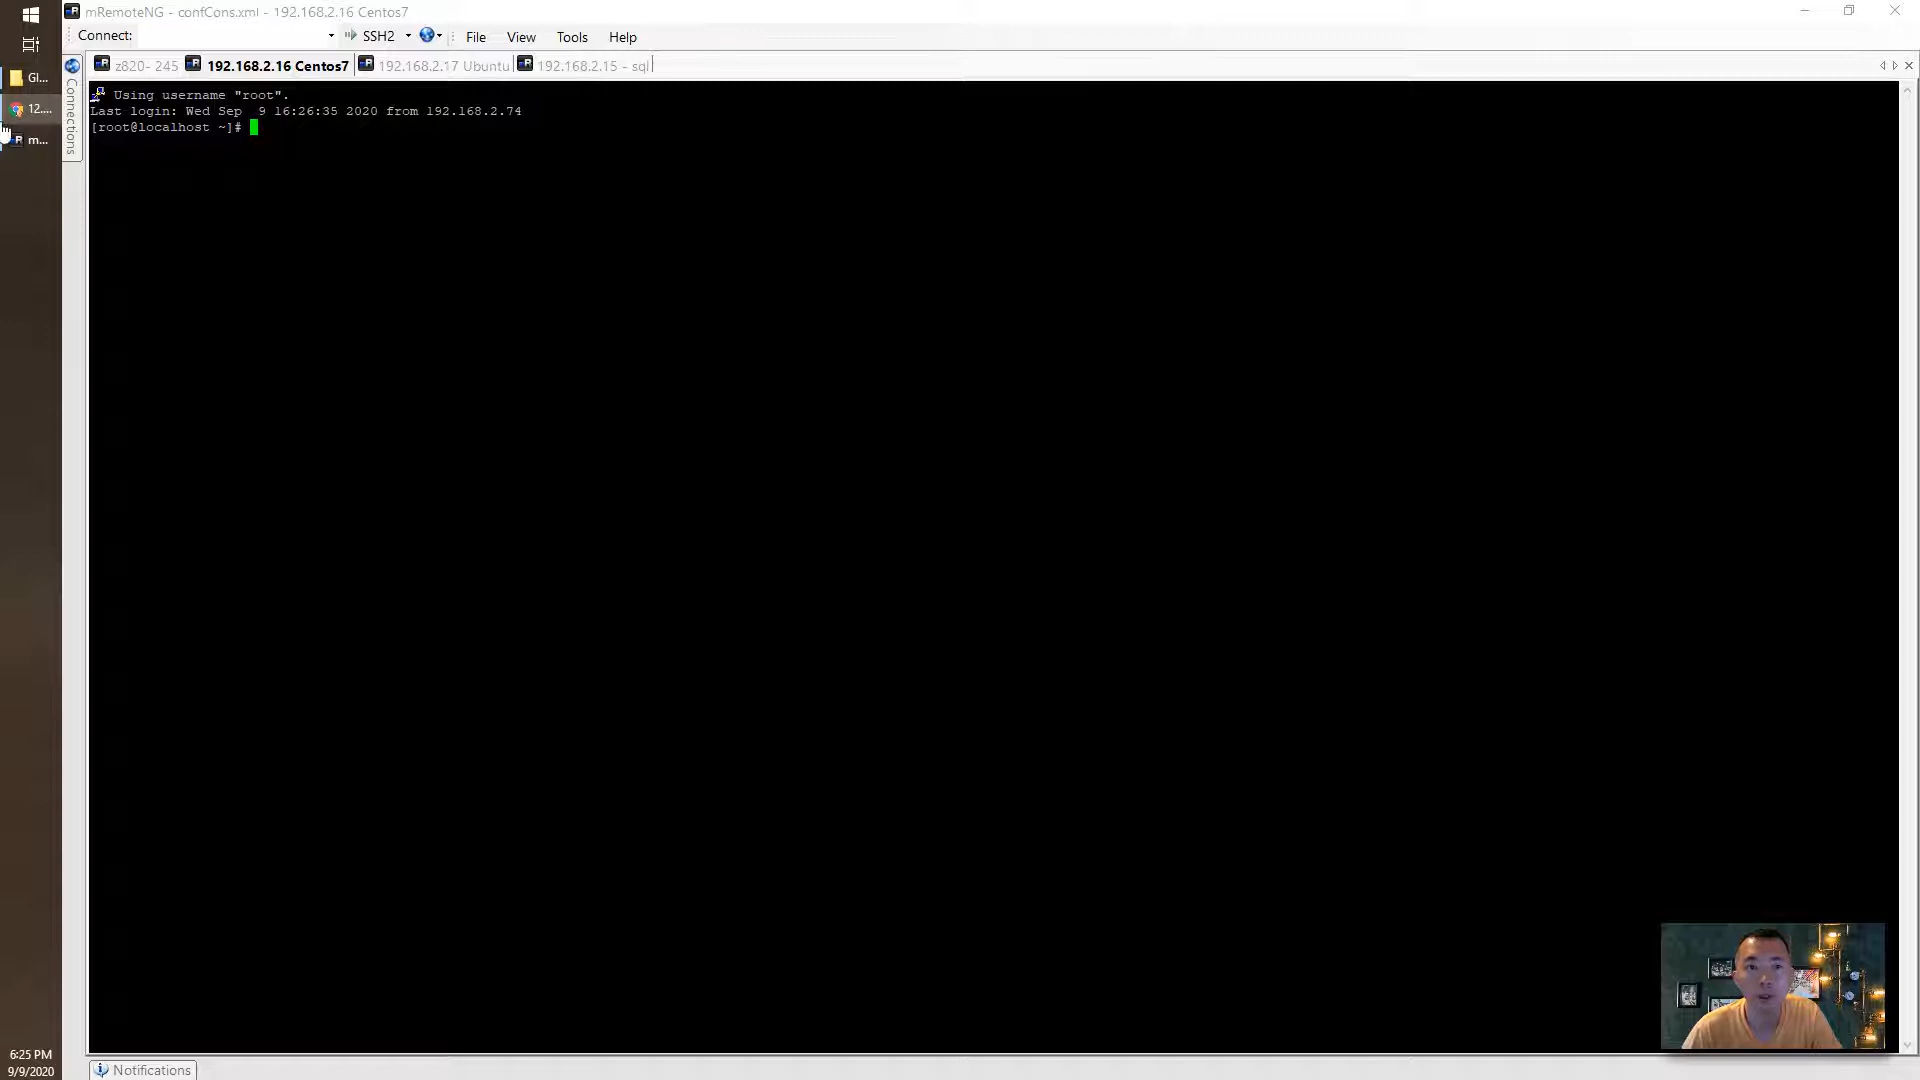 mRemoteNG - confCons.xml - 192.168.2.16 Centos7
Connect: SSH2 File View Tools Help
z820- 245 192.168.2.16 Centos7 192.168.2.17 Ubuntu 192.168.2.15 - sql
Gl...
12....
m...
Connections
Using username "root".
Last login: Wed Sep  9 16:26:35 2020 from 192.168.2.74
[root@localhost ~]#
6:25 PM
9/9/2020
Notifications